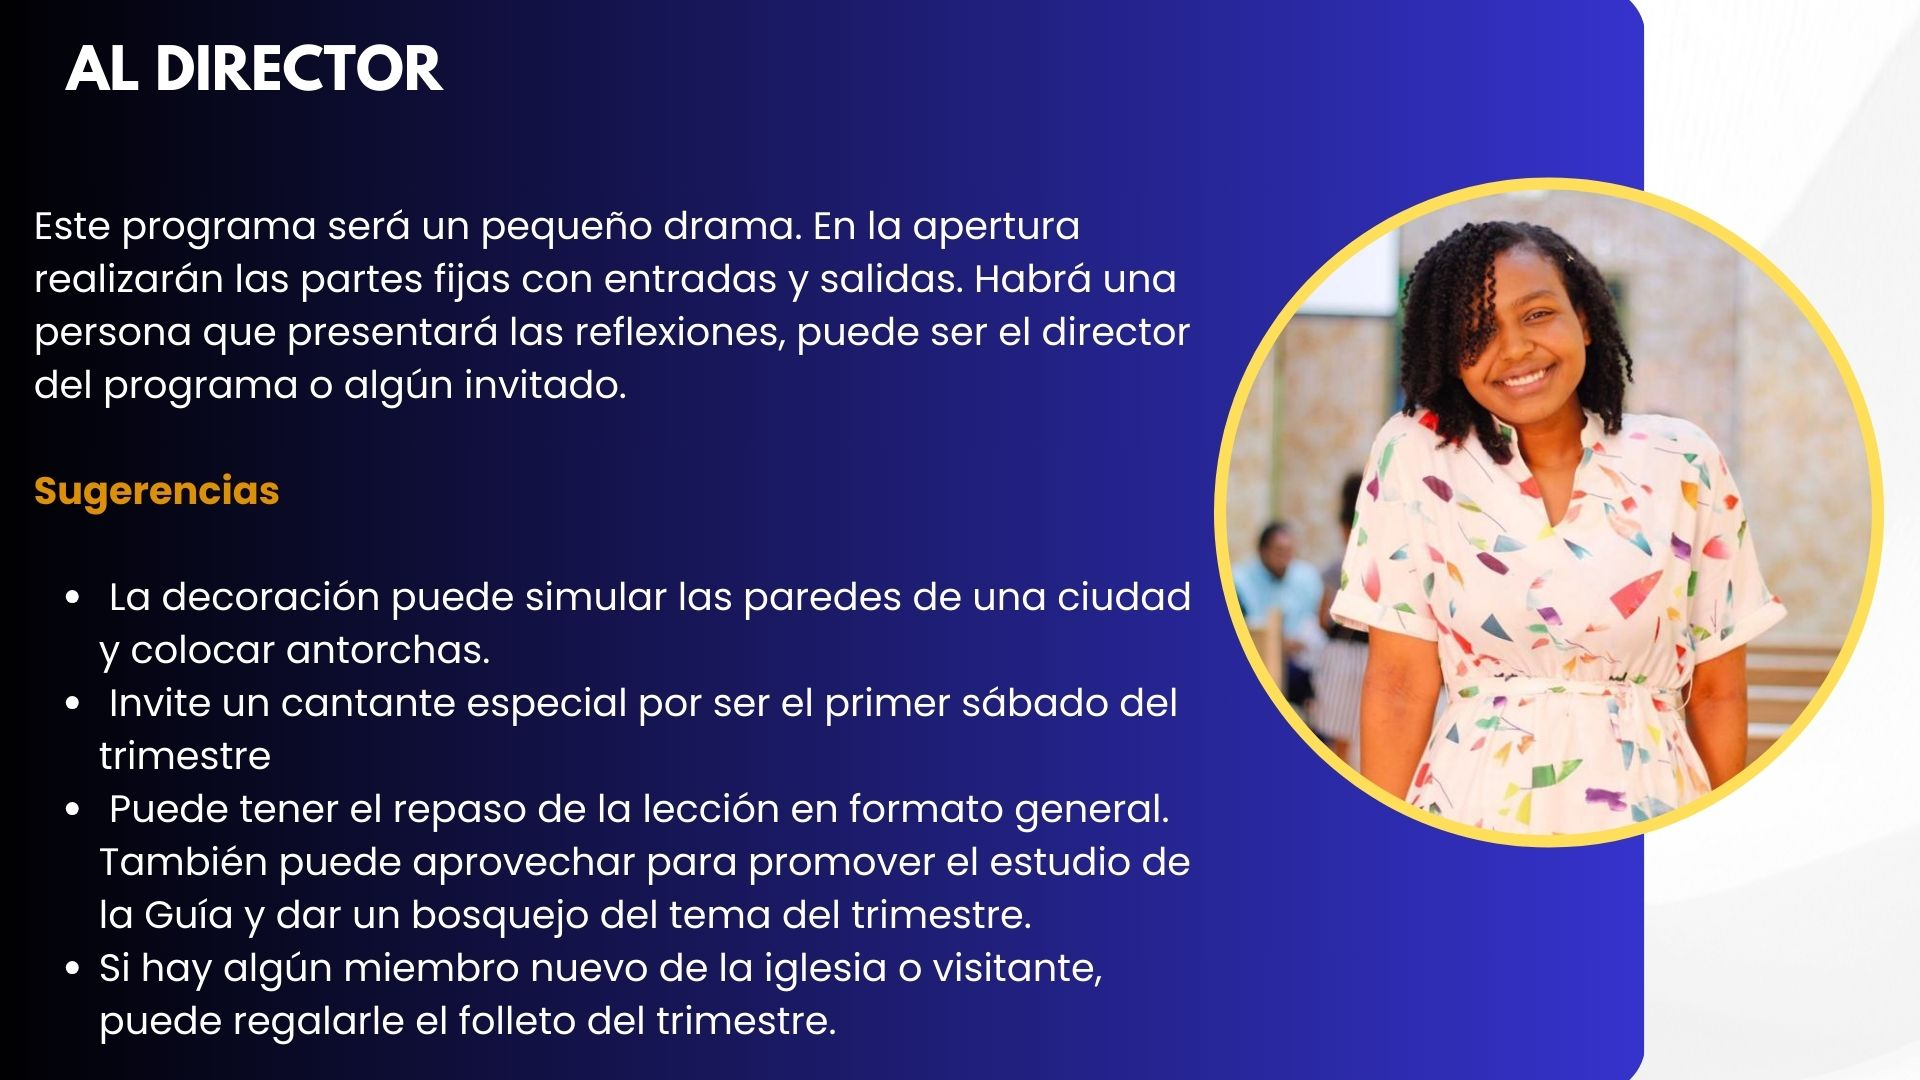 AL DIRECTOR
Este programa será un pequeño drama. En la apertura
realizarán las partes fijas con entradas y salidas. Habrá una
persona que presentará las reflexiones, puede ser el director
del programa o algún invitado.
Sugerencias
• La decoración puede simular las paredes de una ciudad
y colocar antorchas.
• Invite un cantante especial por ser el primer sábado del
trimestre
• Puede tener el repaso de la lección en formato general.
También puede aprovechar para promover el estudio de
la Guía y dar un bosquejo del tema del trimestre.
• Si hay algún miembro nuevo de la iglesia o visitante,
puede regalarle el folleto del trimestre.